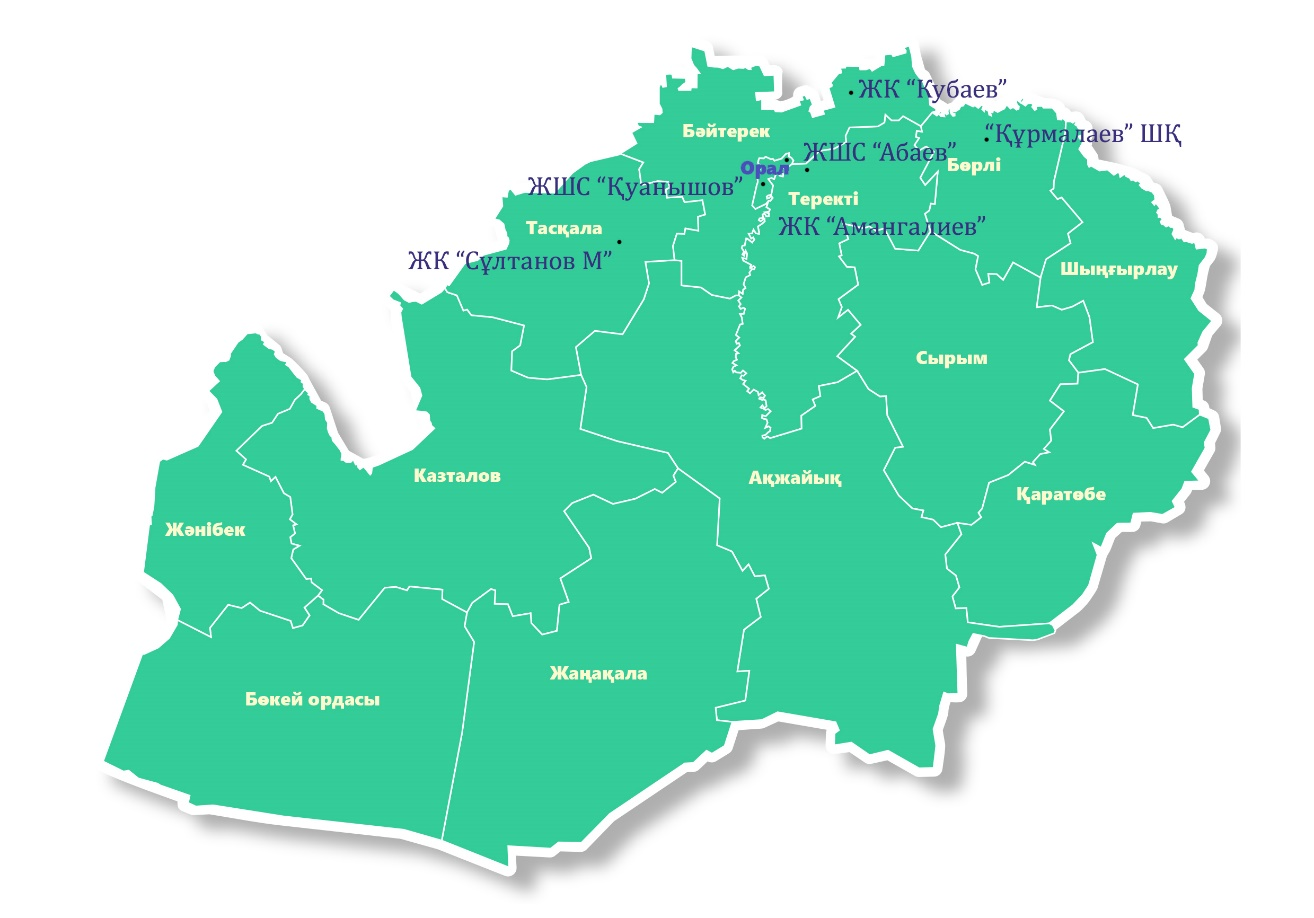 ЖК “Кубаев”
Бәйтерек
“Құрмалаев” ШҚ
ЖШС “Абаев”
Бөрлі
Орал
ЖШС “Қуанышов”
Теректі
Тасқала
ЖК “Амангалиев”
ЖК “Сұлтанов М”
Шыңғырлау
Сырым
Казталов
Ақжайық
Қаратөбе
Жәнібек
Жаңақала
Бөкей ордасы